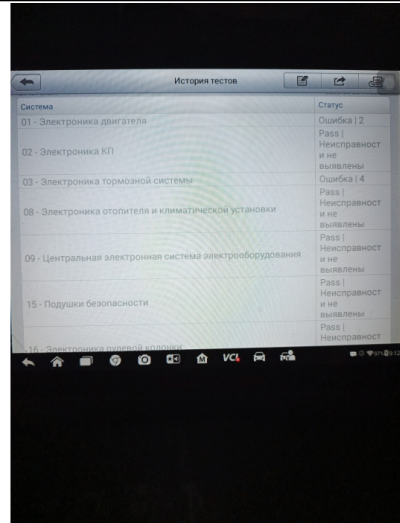 История тестов
Система
Статус
01 - Электроника двигателя
Ошибка | 2
02 - Электроника КП
Pass |
Неисправност
и не
выявлены
03 - Электроника тормозной системы
Ошибка | 4
08 - Электроника отопителя и климатической установки
Pass |
Неисправност
и не
выявлены
09 - Центральная электронная система электрооборудования
Pass |
Неисправност
и не
выявлены
15 - Подушки безопасности
Pass |
Неисправност
и не
выявлены
16 - Электроника рулевой колонки
Pass |
Неисправност
VCI